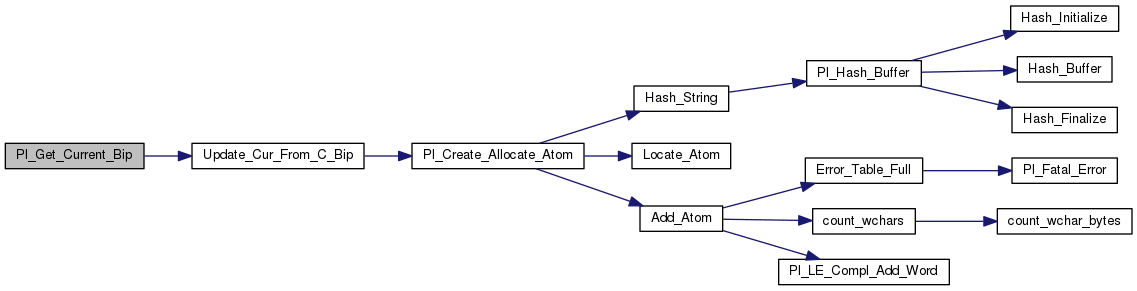 Pl_Get_Current_Bip
Update_Cur_From_C_Bip
Pl_Create_Allocate_Atom
Hash_String
Pl_Hash_Buffer
Hash_Initialize
Hash_Buffer
Hash_Finalize
Locate_Atom
Add_Atom
Error_Table_Full
Pl_Fatal_Error
count_wchars
count_wchar_bytes
Pl_LE_Compl_Add_Word